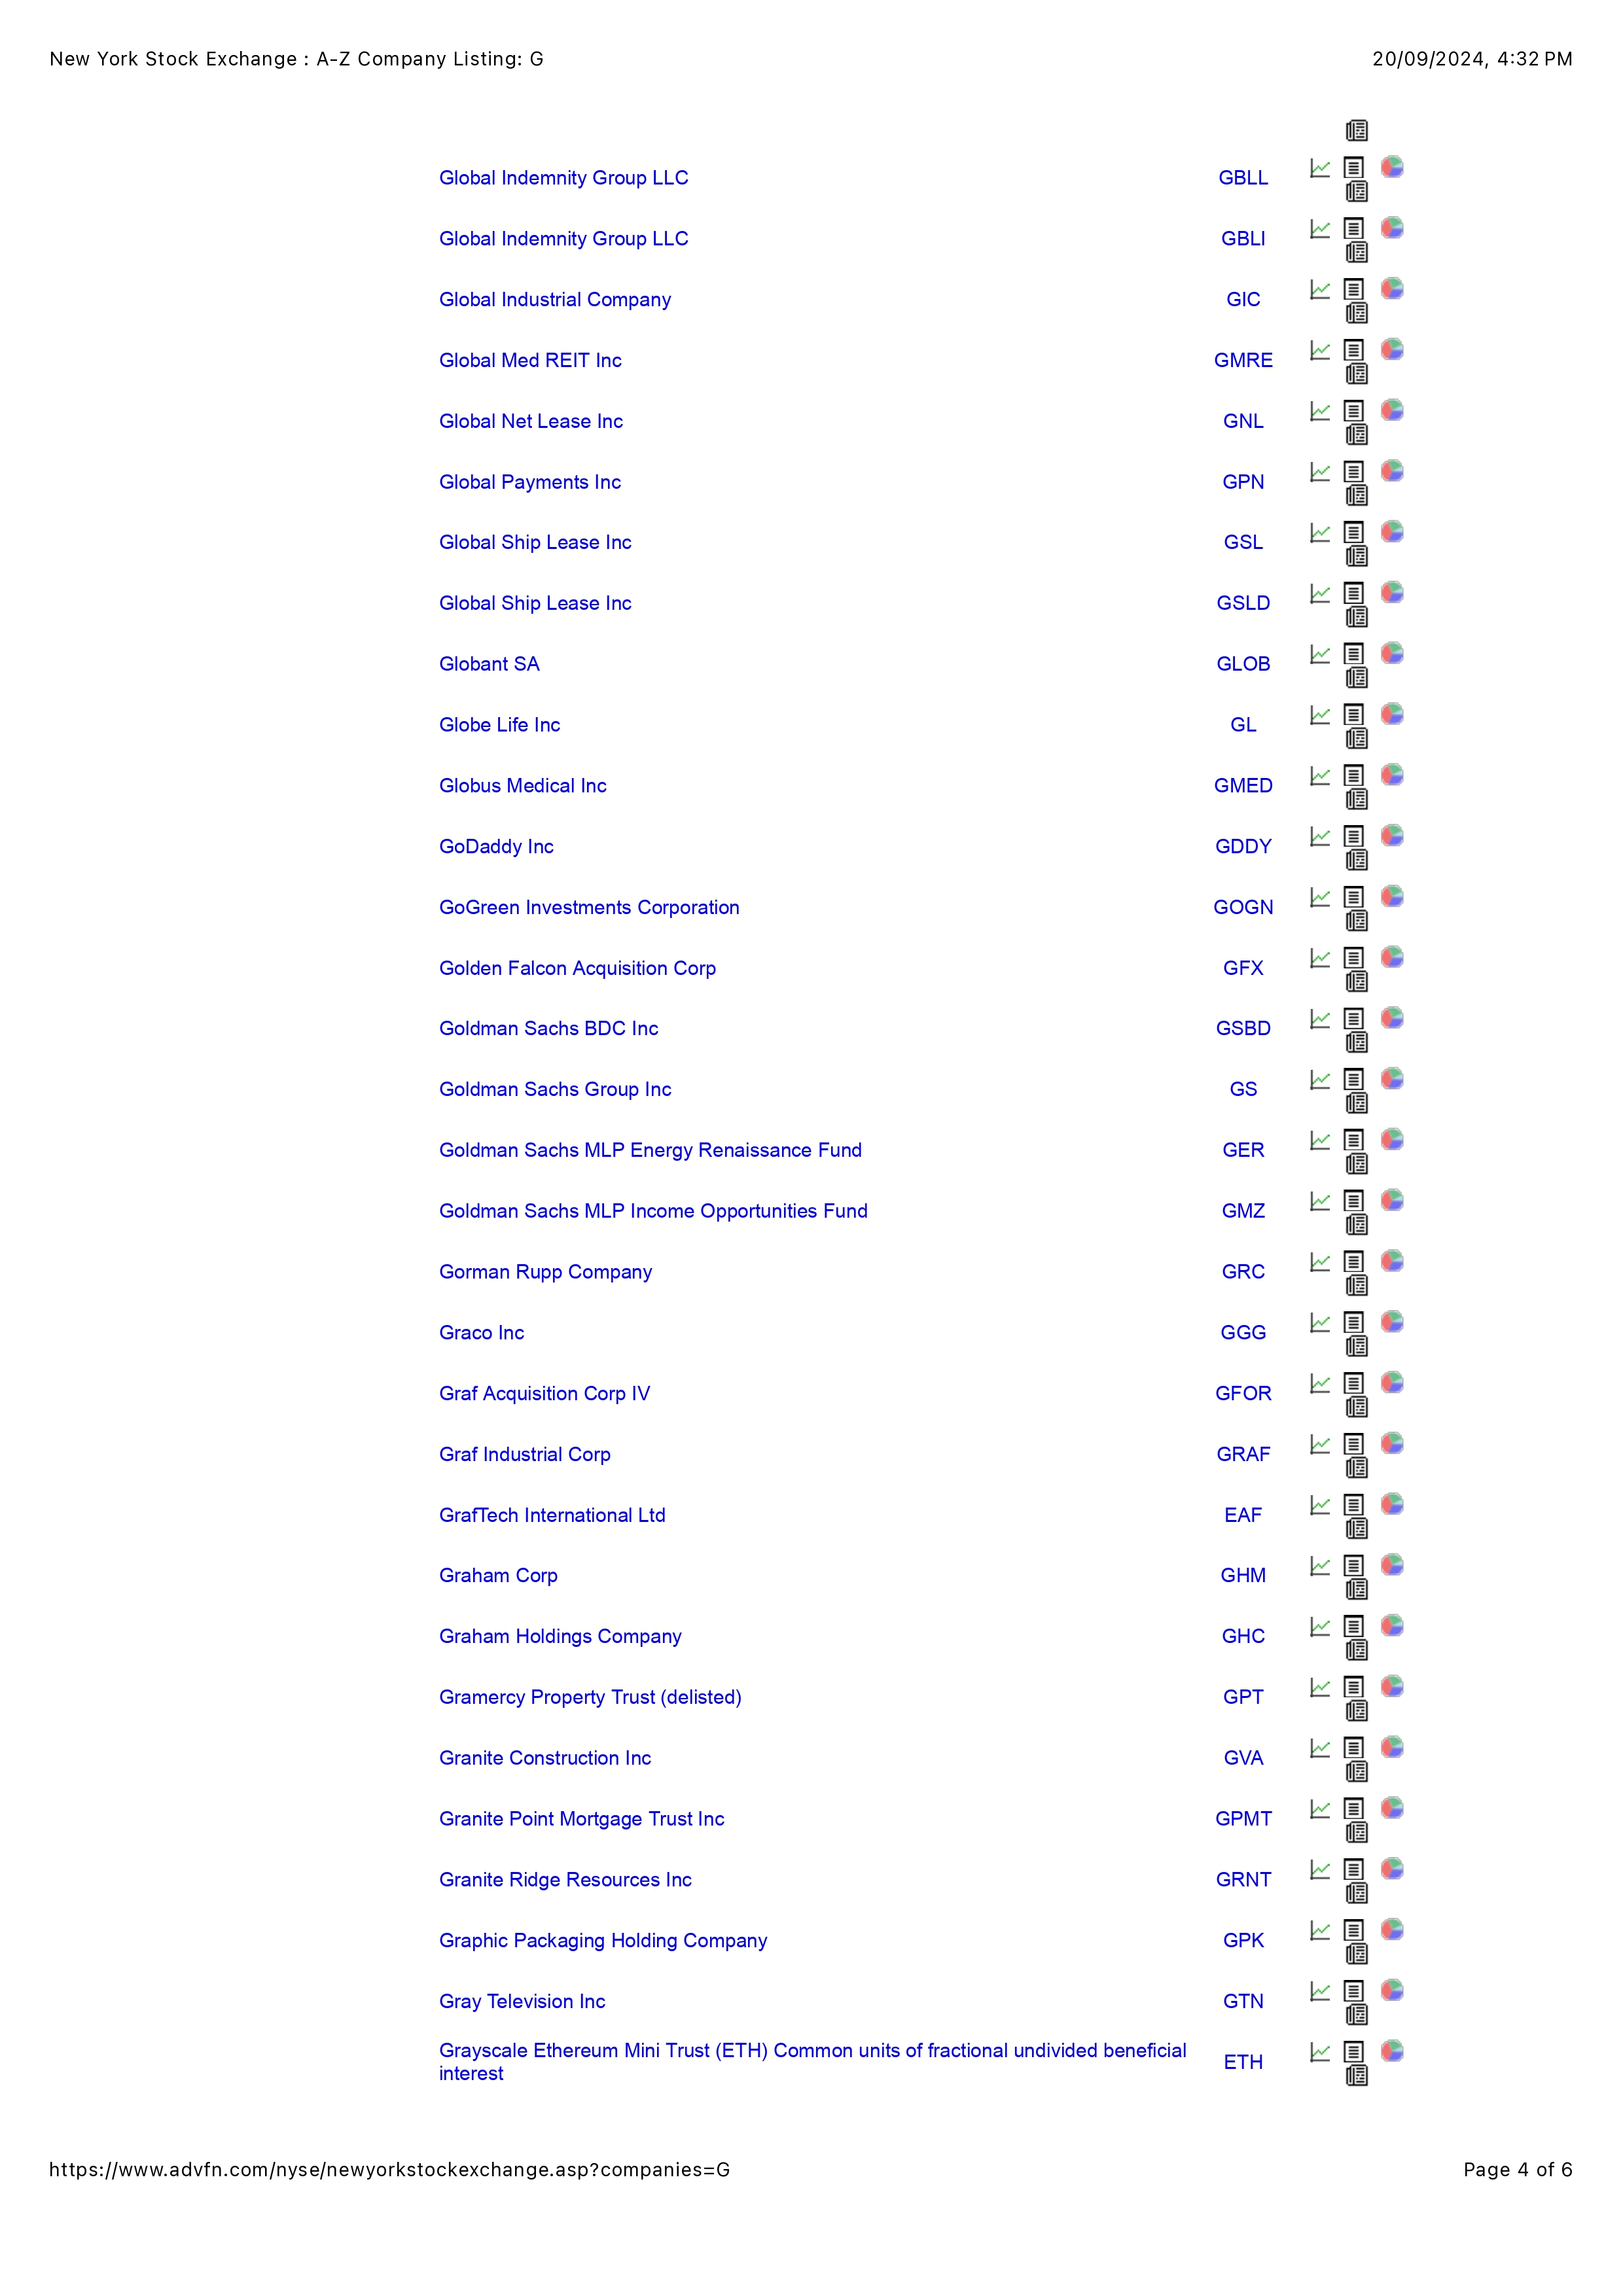 New York Stock Exchange : A-Z Company Listing: G 20/09/2024, 4:32 PM
Global Indemnity Group LLC GBLL
Global Indemnity Group LLC GBLI
Global Industrial Company GIC
Global Med REIT Inc GMRE
Global Net Lease Inc GNL
Global Payments Inc GPN
Global Ship Lease Inc GSL
Global Ship Lease Inc GSLD
Globant SA GLOB
Globe Life Inc GL
Globus Medical Inc GMED
GoDaddy Inc GDDY
GoGreen Investments Corporation GOGN
Golden Falcon Acquisition Corp GFX
Goldman Sachs BDC Inc GSBD
Goldman Sachs Group Inc GS
Goldman Sachs MLP Energy Renaissance Fund GER
Goldman Sachs MLP Income Opportunities Fund GMZ
Gorman Rupp Company GRC
Graco Inc GGG
Graf Acquisition Corp IV GFOR
Graf Industrial Corp GRAF
GrafTech International Ltd EAF
Graham Corp GHM
Graham Holdings Company GHC
Gramercy Property Trust (delisted) GPT
Granite Construction Inc GVA
Granite Point Mortgage Trust Inc GPMT
Granite Ridge Resources Inc GRNT
Graphic Packaging Holding Company GPK
Gray Television Inc GTN
Grayscale Ethereum Mini Trust (ETH) Common units of fractional undivided beneficial
interest ETH
https://www.advfn.com/nyse/newyorkstockexchange.asp?companies=G Page 4 of 6